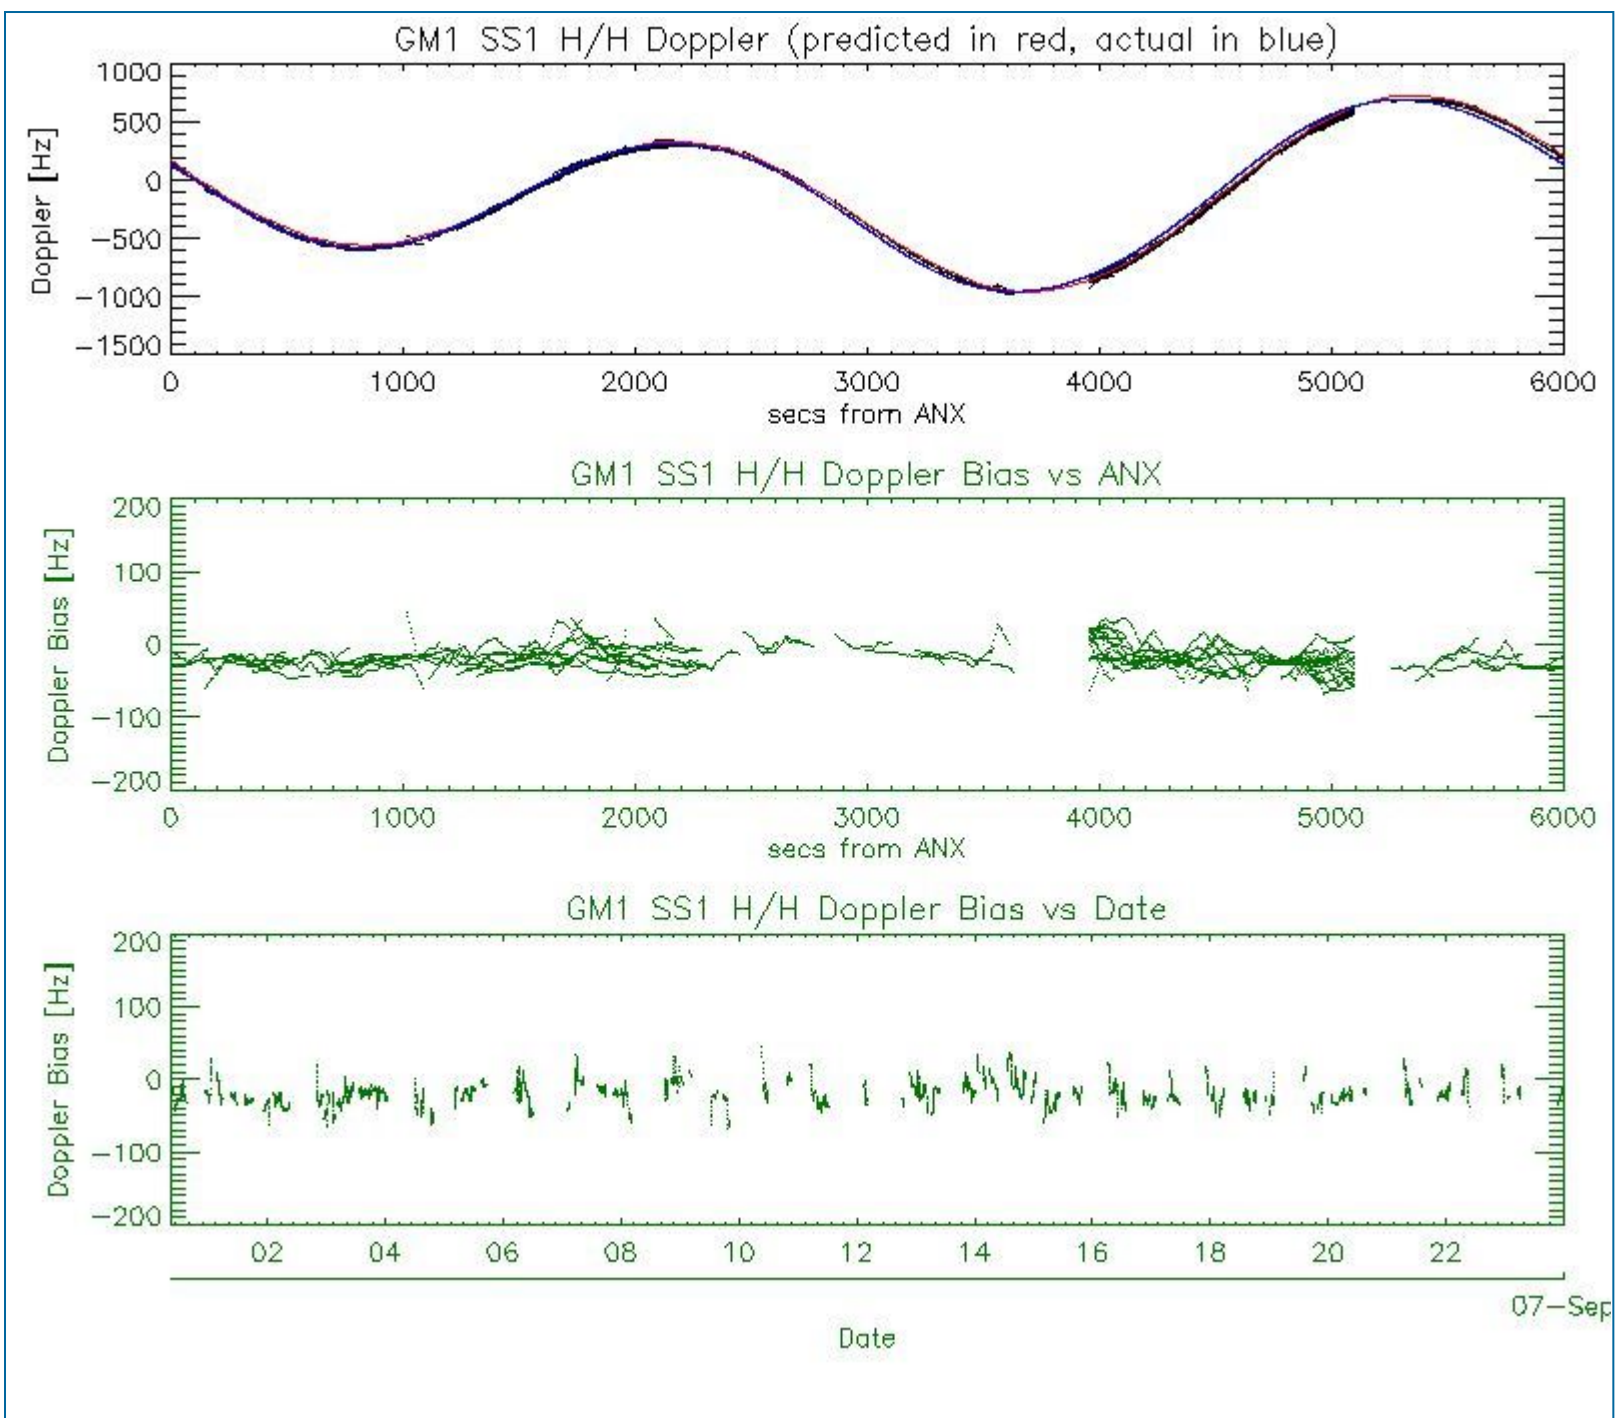 GM1 SS1 H/H Doppler (predicted in red, actual in blue)
Doppler [Hz]
1000
500
0
−500
−1000
−1500
0 1000 2000 3000 4000 5000 6000
secs from ANX
GM1 SS1 H/H Doppler Bias vs ANX
Doppler Bias [Hz]
200
100
0
−100
−200
0 1000 2000 3000 4000 5000 6000
secs from ANX
GM1 SS1 H/H Doppler Bias vs Date
Doppler Bias [Hz]
200
100
0
−100
−200
02 04 06 08 10 12 14 16 18 20 22
07−Sep
Date